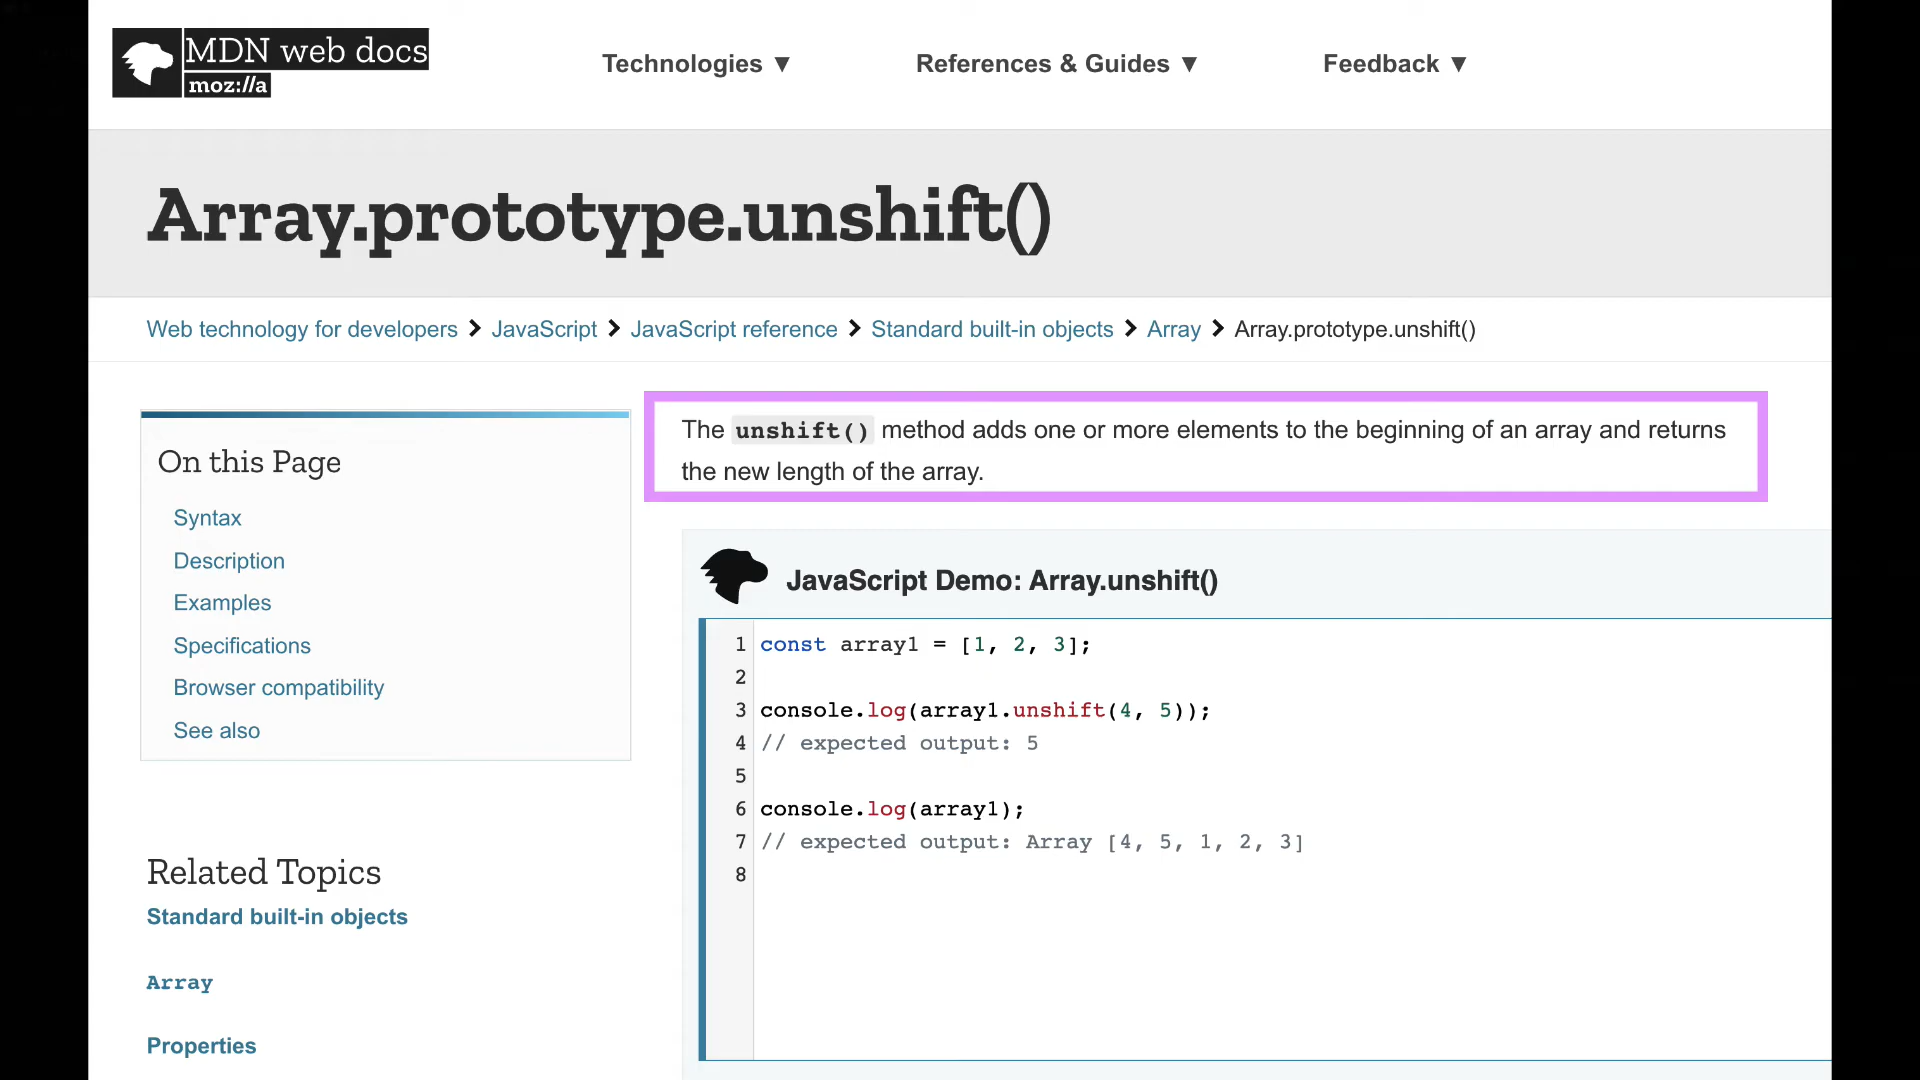 MDN web docs
moz://a
Technologies ▼
References & Guides ▼
Feedback ▼
Array.prototype.unshift()
Web technology for developers > JavaScript > JavaScript reference > Standard built-in objects > Array > Array.prototype.unshift()
On this Page
Syntax
Description
Examples
Specifications
Browser compatibility
See also
Related Topics
Standard built-in objects
Array
Properties
The unshift() method adds one or more elements to the beginning of an array and returns
the new length of the array.
JavaScript Demo: Array.unshift()
1 const array1 = [1, 2, 3];
2
3 console.log(array1.unshift(4, 5));
4 // expected output: 5
5
6 console.log(array1);
7 // expected output: Array [4, 5, 1, 2, 3]
8